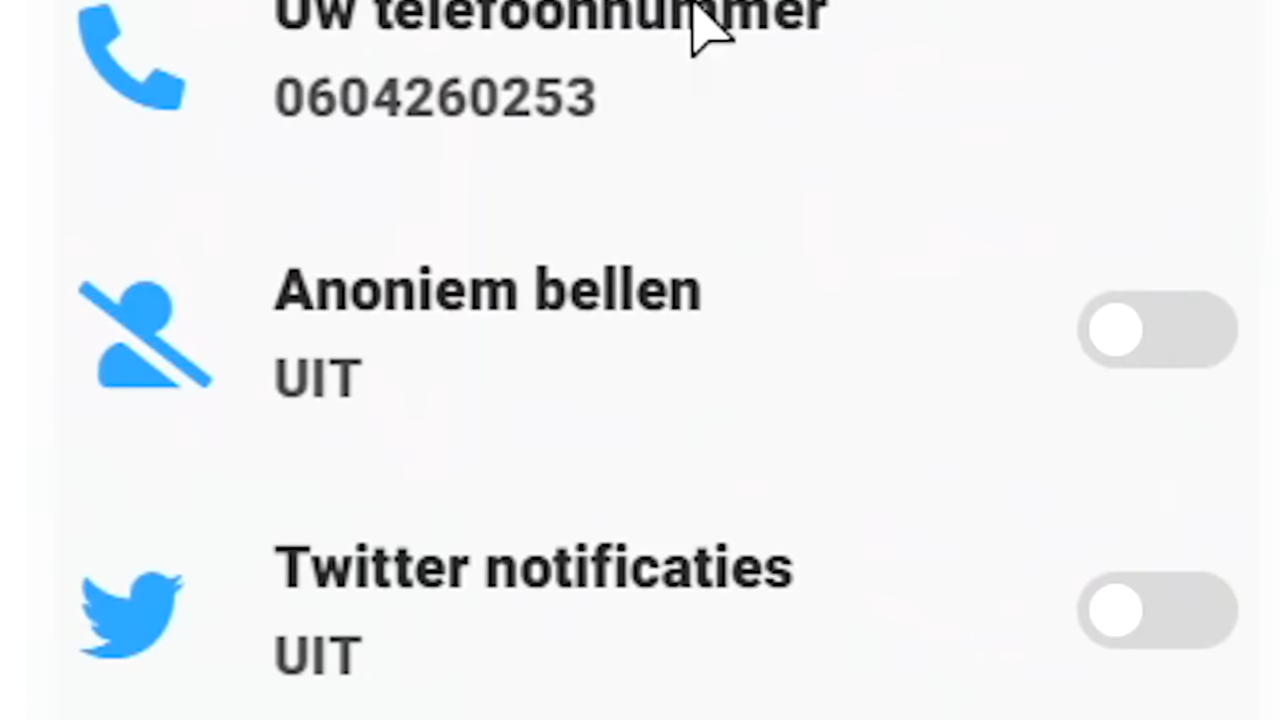 Uw telefoonnummer
0604260253
Anoniem bellen
UIT
Twitter notificaties
UIT